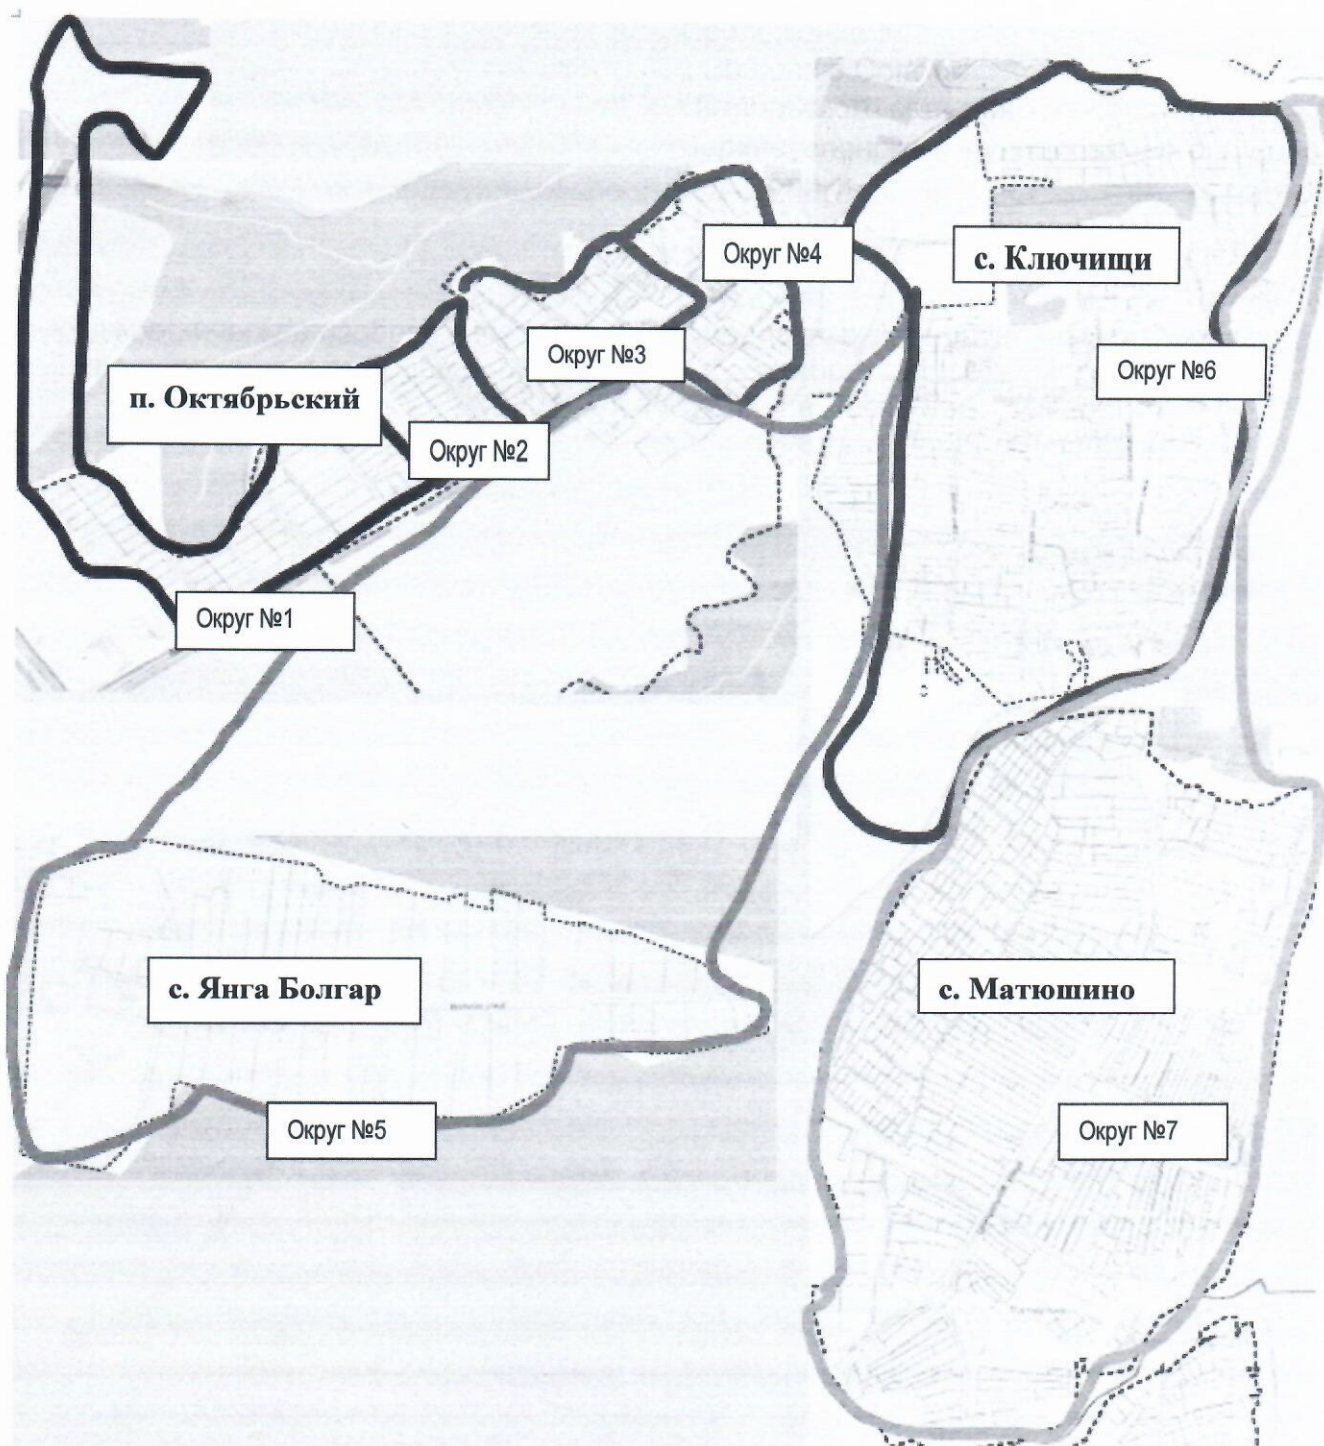 Округ №4
с. Ключищи
Округ №3
Округ №6
п. Октябрьский
Округ №2
Округ №1
с. Янга Болгар
с. Матюшино
Округ №5
Округ №7